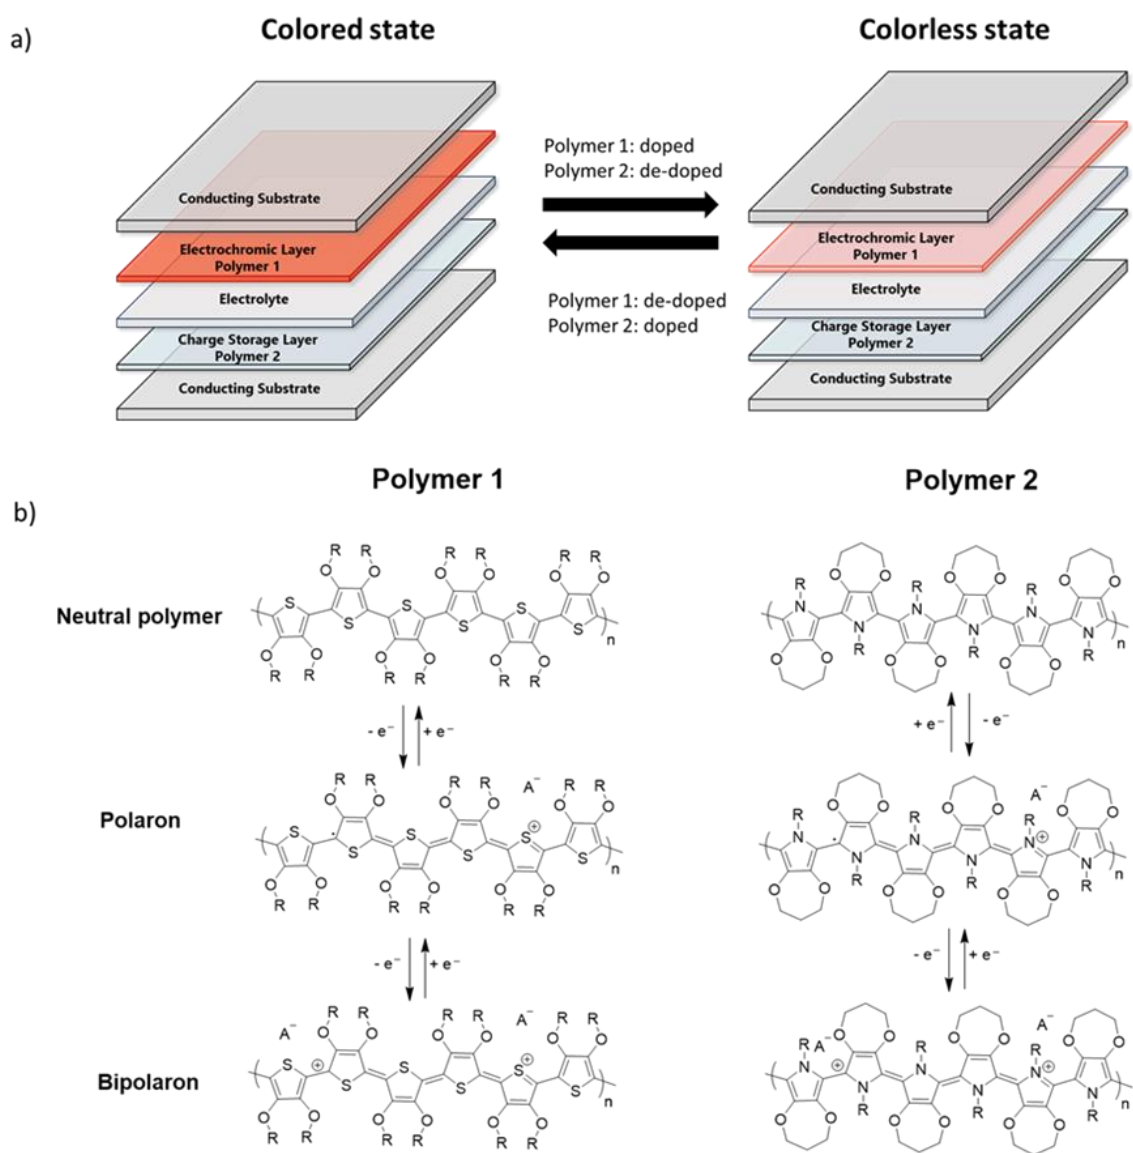 a)
Colored state
Colorless state
Conducting Substrate
Electrochromic Layer
Polymer 1
Electrolyte
Charge Storage Layer
Polymer 2
Conducting Substrate
Polymer 1: doped
Polymer 2: de-doped
Polymer 1: de-doped
Polymer 2: doped
Conducting Substrate
Electrochromic Layer
Polymer 1
Electrolyte
Charge Storage Layer
Polymer 2
Conducting Substrate
b)
Polymer 1
Polymer 2
Neutral polymer
R R R R R R
O O O O O O
S S S
S S S
n
O O O O O O
R R R R R R
O O O O O O
R N R N R N
N R N R N R
n
O O O O O O
- e⁻ + e⁻
+ e⁻ - e⁻
Polaron
R R R R A⁻ R R
O O O O O O
S · S S ⊕
S S S
n
O O O O O O
R R R R R R
O O O O A⁻ O O
R N · R N R N ⊕
N R N R N R
n
O O O O O O
- e⁻ + e⁻
- e⁻ + e⁻
Bipolaron
A⁻ R R R R A⁻ R R
O O O O O O
S ⊕ S S ⊕
S S S
n
O O O O O O
R R R R R R
O O O O A⁻ O O
R A⁻ N ⊕ R N R N ⊕
N R N R N R
n
O O O O O O